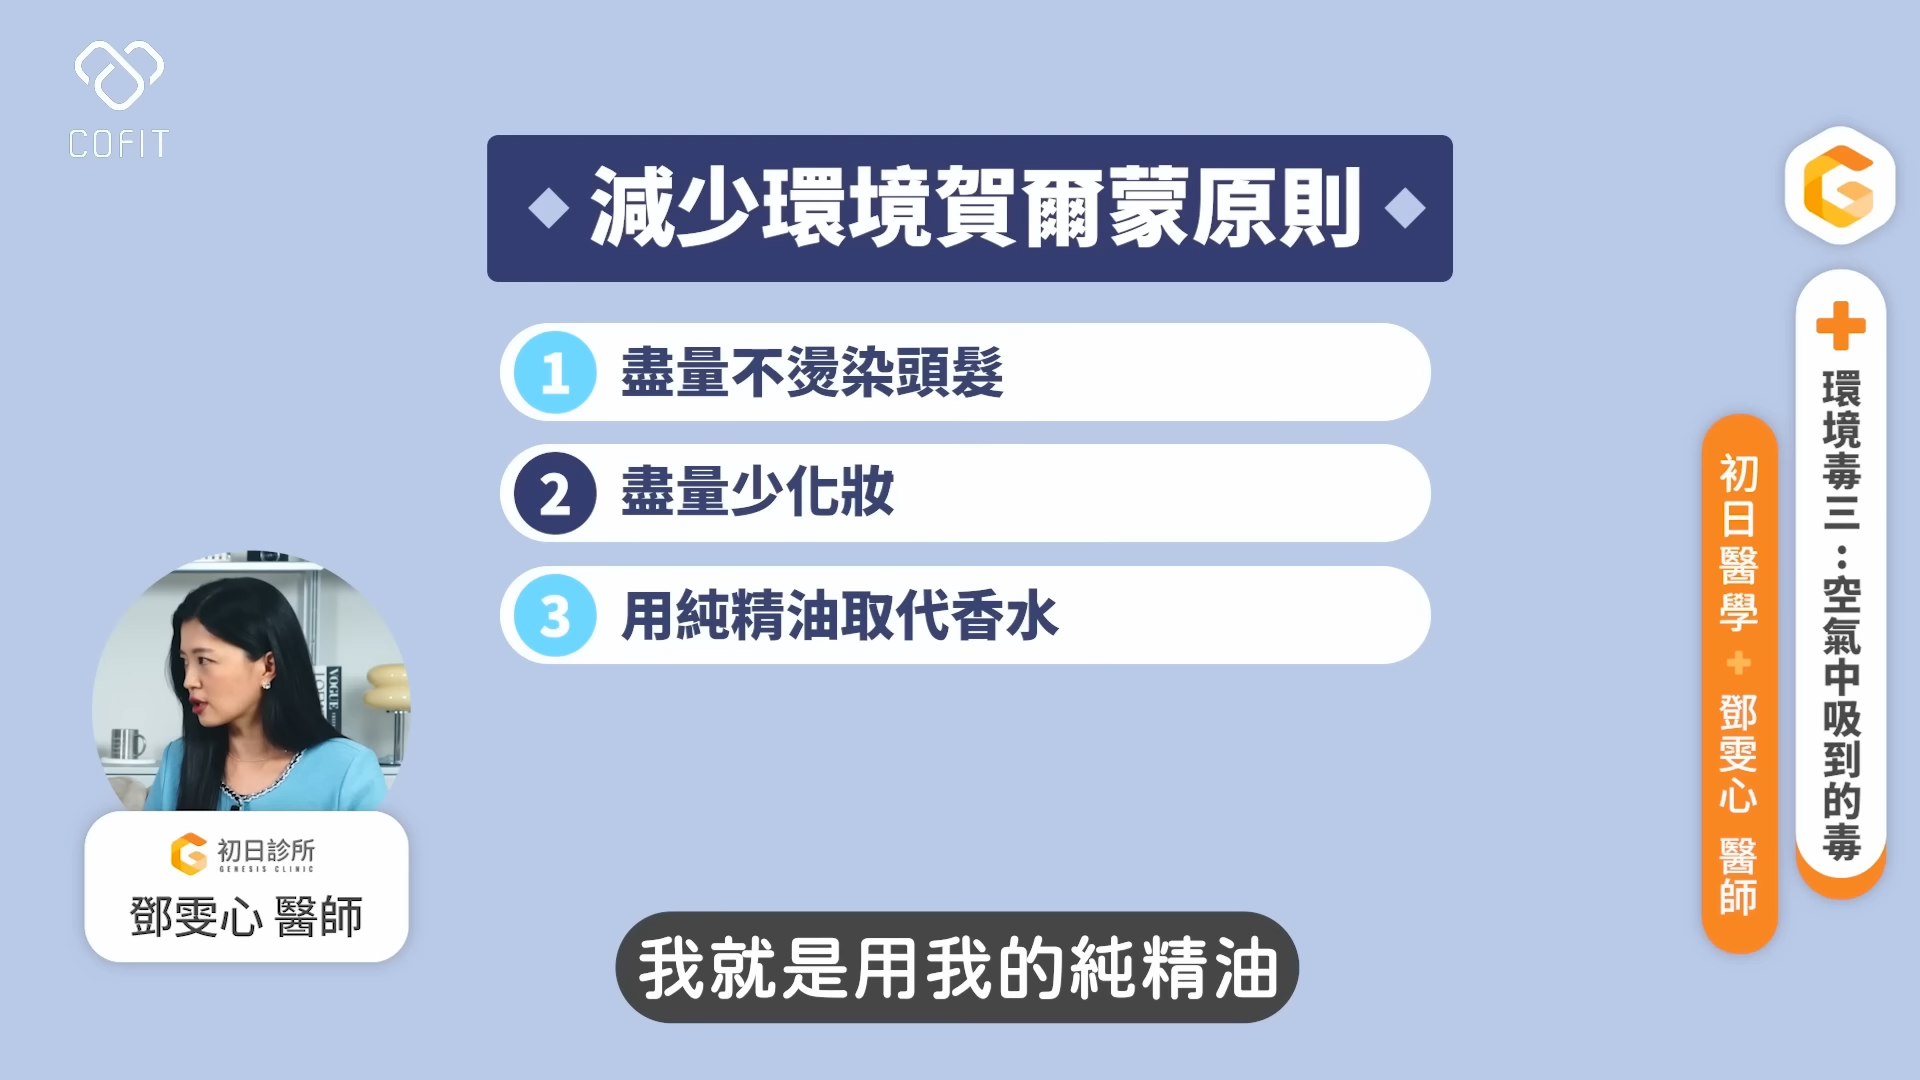 COFIT
減少環境賀爾蒙原則
1 盡量不燙染頭髮
2 盡量少化妝
3 用純精油取代香水
VOGUE
初日診所
GENESIS CLINIC
鄧雯心 醫師
我就是用我的純精油
環境毒三：空氣中吸到的毒
初日醫學 + 鄧雯心 醫師